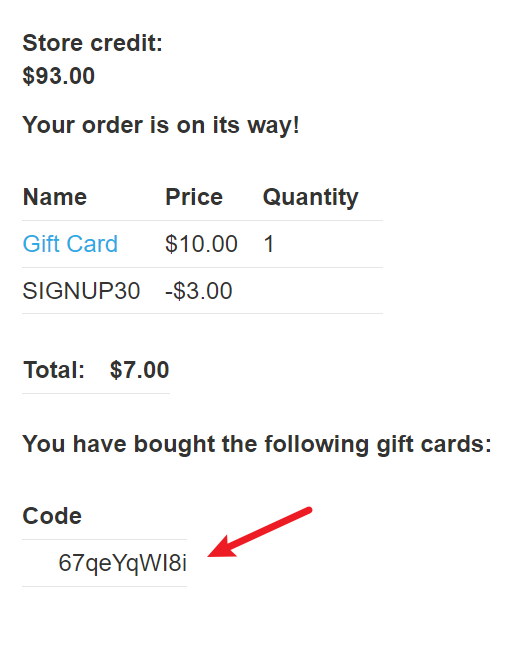 Store credit:
$93.00
Your order is on its way!
Name Price Quantity
Gift Card $10.00 1
SIGNUP30 -$3.00
Total: $7.00
You have bought the following gift cards:
Code
67qeYqWI8i